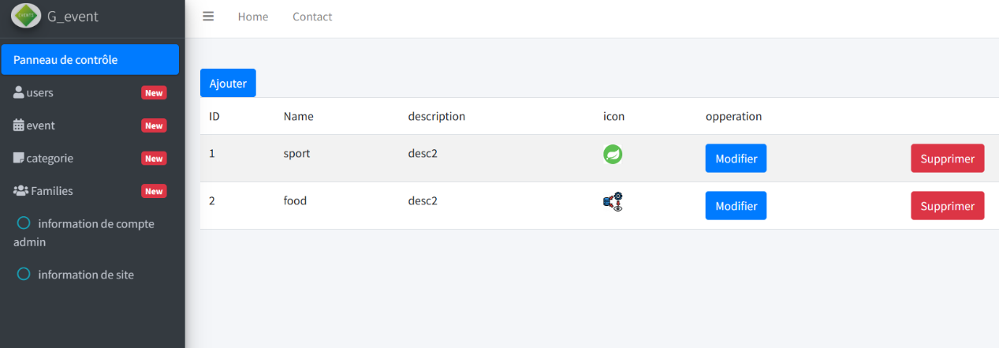 EVENTS
G_event
Home
Contact
Panneau de contrôle
users New
event New
categorie New
Families New
information de compte
admin
information de site
Ajouter
ID Name description icon opperation
1 sport desc2 Modifier Supprimer
2 food desc2 Modifier Supprimer